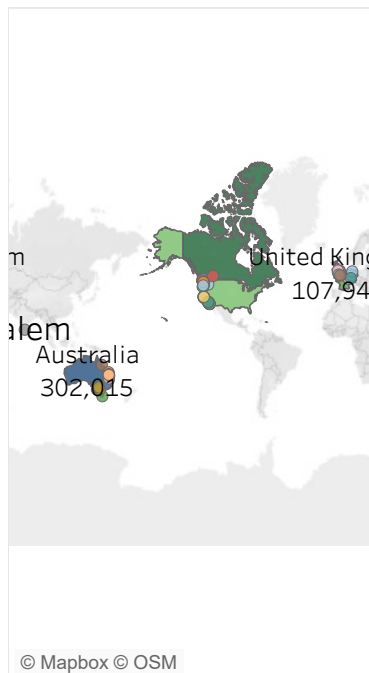 United King
m
107,94
alem
Australia
302,015
© Mapbox © OSM